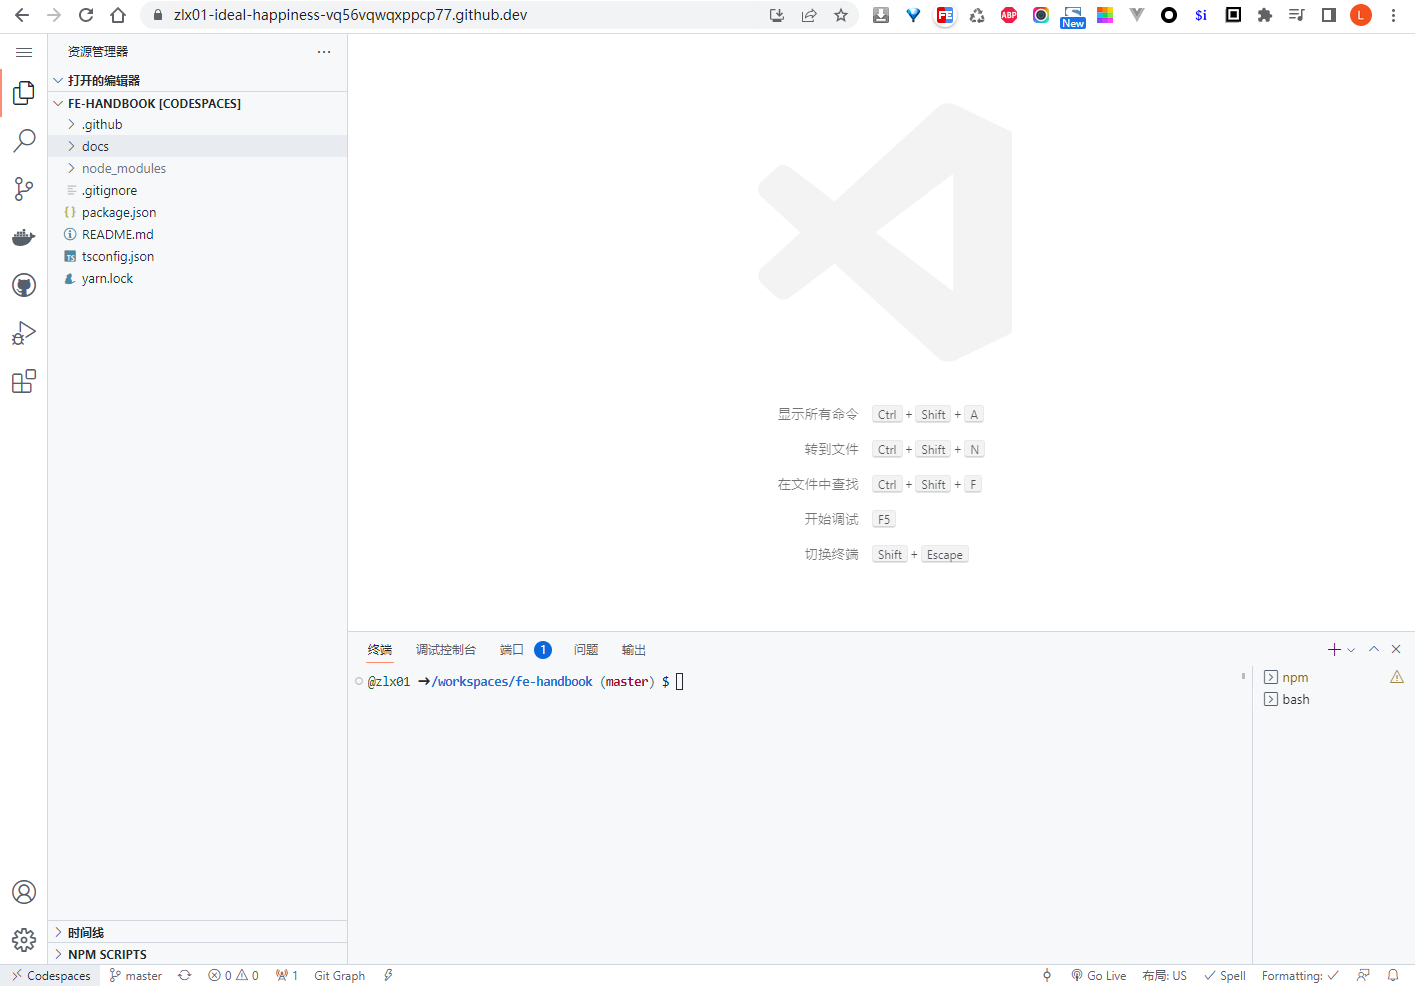 zlx01-ideal-happiness-vq56vqwqxppcp77.github.dev
FE
ABP
New
$i
L
资源管理器
打开的编辑器
FE-HANDBOOK [CODESPACES]
.github
docs
node_modules
.gitignore
{} package.json
README.md
TS tsconfig.json
yarn.lock
显示所有命令 Ctrl + Shift + A
转到文件 Ctrl + Shift + N
在文件中查找 Ctrl + Shift + F
开始调试 F5
切换终端 Shift + Escape
终端 调试控制台 端口 1 问题 输出
@zlx01 ➜/workspaces/fe-handbook (master) $
npm
bash
时间线
NPM SCRIPTS
Codespaces master 0 0 1 Git Graph Go Live 布局: US Spell Formatting: